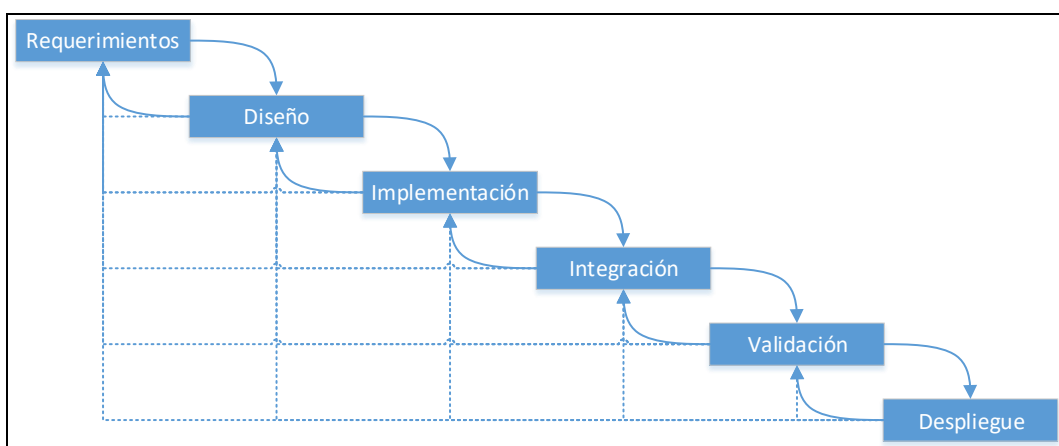 Requerimientos
Diseño
Implementación
Integración
Validación
Despliegue